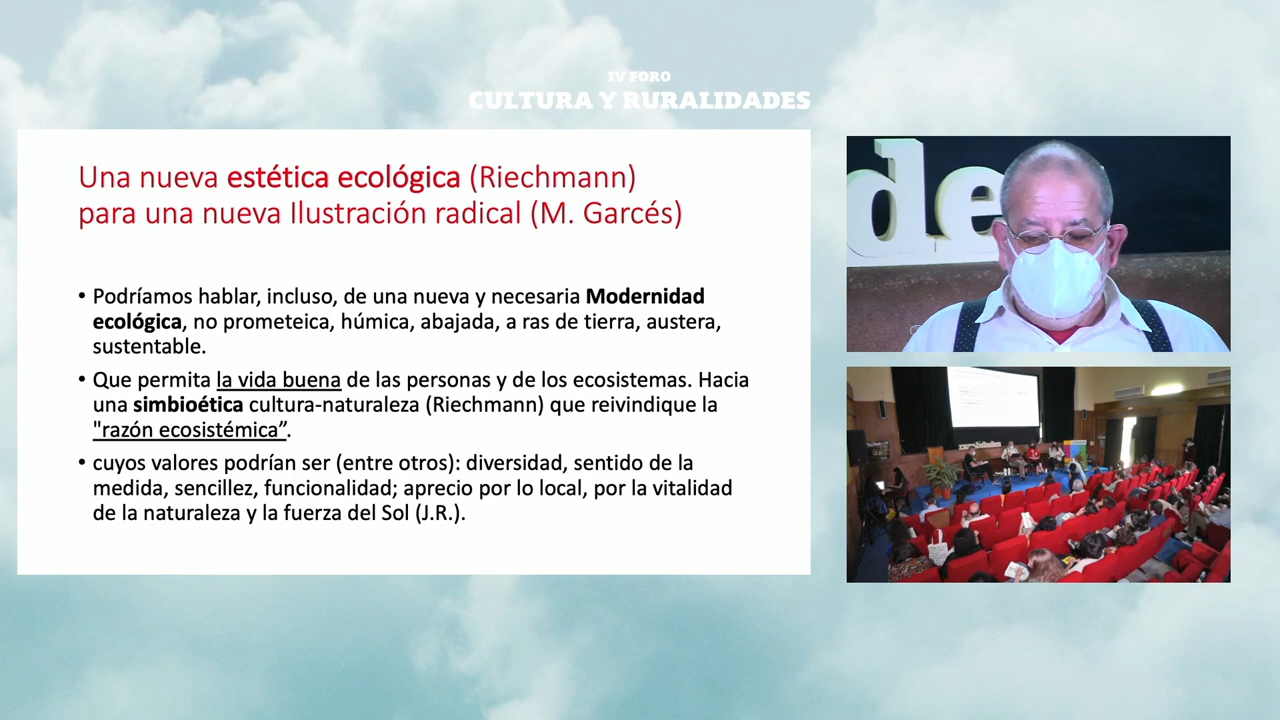 IV FORO
CULTURA Y RURALIDADES
Una nueva estética ecológica (Riechmann)
para una nueva Ilustración radical (M. Garcés)
• Podríamos hablar, incluso, de una nueva y necesaria Modernidad
ecológica, no prometeica, húmica, abajada, a ras de tierra, austera,
sustentable.
• Que permita la vida buena de las personas y de los ecosistemas. Hacia
una simbioética cultura-naturaleza (Riechmann) que reivindique la
"razón ecosistémica”.
• cuyos valores podrían ser (entre otros): diversidad, sentido de la
medida, sencillez, funcionalidad; aprecio por lo local, por la vitalidad
de la naturaleza y la fuerza del Sol (J.R.).
de